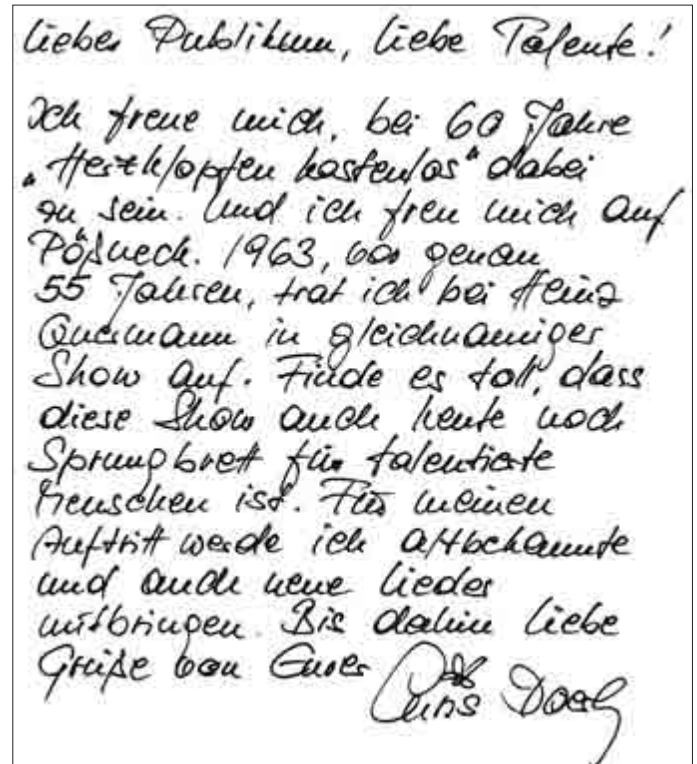 Liebes Publikum, liebe Talente!
Ich freue mich, bei 60 Jahre
"Herzklopfen kostenlos" dabei
zu sein. Und ich freu mich auf
Pößneck. 1963, vor genau
55 Jahren, trat ich bei Heinz
Quermann in gleichnamiger
Show auf. Finde es toll, dass
diese Show auch heute noch
Sprungbrett für talentierte
Menschen ist. Für meinen
Auftritt werde ich altbekannte
und auch neue Lieder
mitbringen. Bis dahin liebe
Grüße von Eurer
Chris Doerk